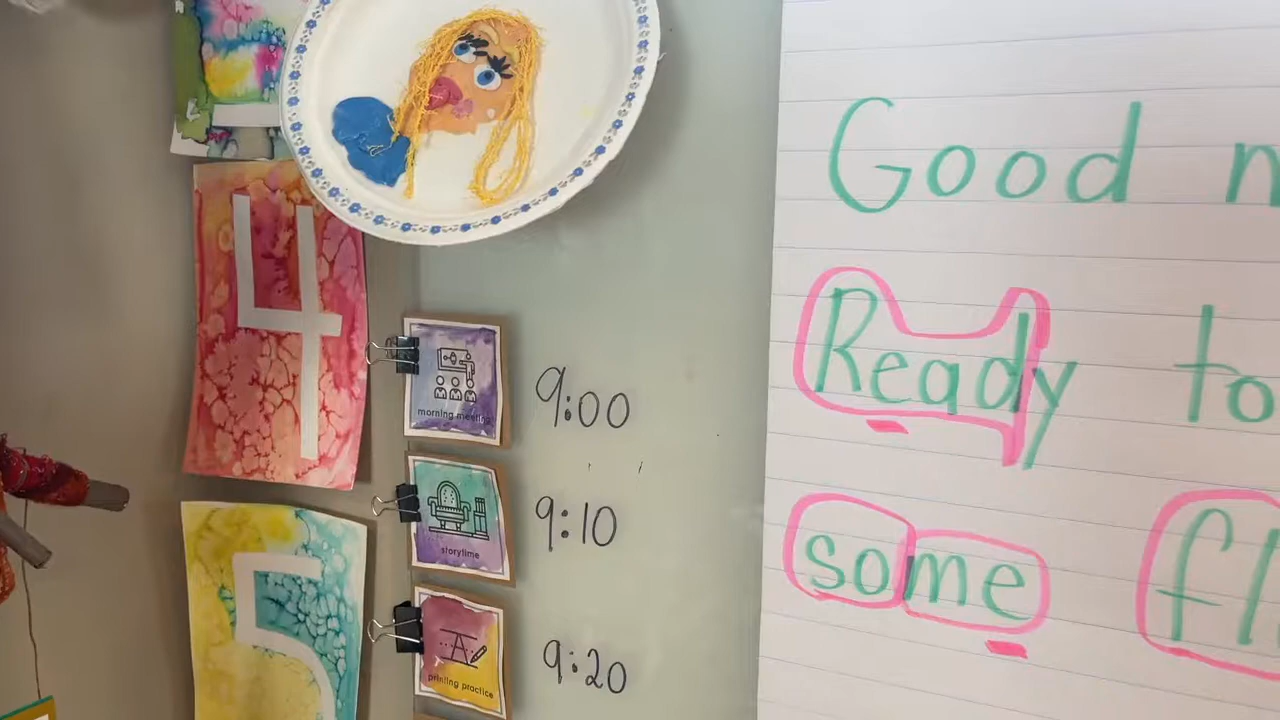 4
5
morning meeting
9:00
storytime
9:10
printing practice
9:20
Good
Ready to
some